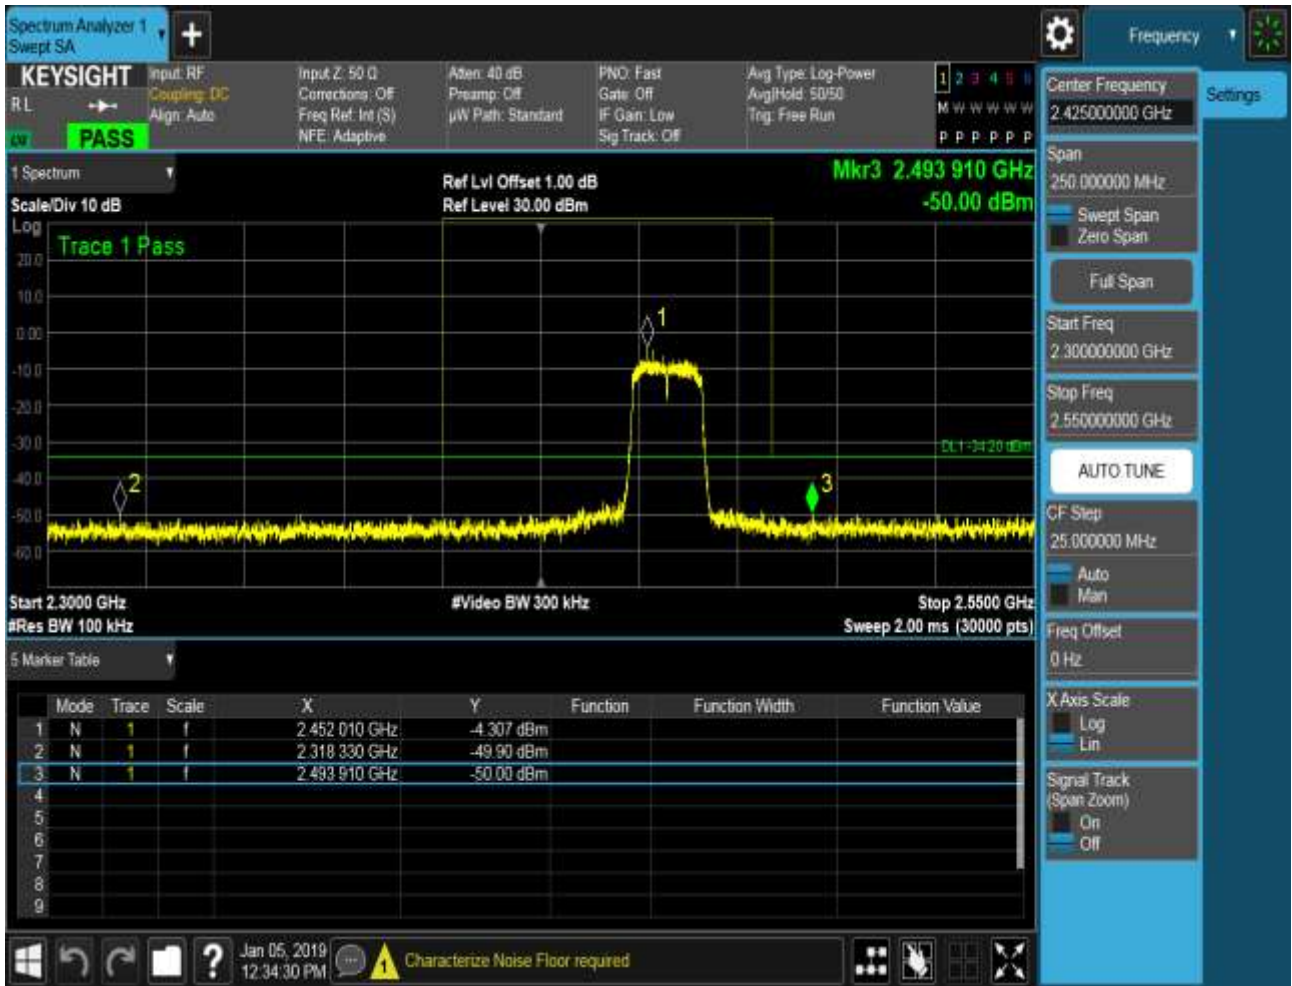 Spectrum Analyzer 1
Swept SA
+
Frequency
KEYSIGHT
R L
PASS
Input: RF
Coupling: DC
Align: Auto
Input Z: 50 Ω
Corrections: Off
Freq Ref: Int (S)
NFE: Adaptive
Atten: 40 dB
Preamp: Off
µW Path: Standard
PNO: Fast
Gate: Off
IF Gain: Low
Sig Track: Off
Avg Type: Log-Power
Avg|Hold: 50/50
Trig: Free Run
1 2 3 4 5 6
M W W W W W
P P P P P P
1 Spectrum
Scale/Div 10 dB
Ref Lvl Offset 1.00 dB
Ref Level 30.00 dBm
Mkr3 2.493 910 GHz
-50.00 dBm
Log
Trace 1 Pass
20.0
10.0
0.00
-10.0
-20.0
-30.0
-40.0
-50.0
-60.0
1
2
3
DL1 -34.20 dBm
Start 2.3000 GHz
#Res BW 100 kHz
#Video BW 300 kHz
Stop 2.5500 GHz
Sweep 2.00 ms (30000 pts)
5 Marker Table
Mode Trace Scale X Y Function Function Width Function Value
1 N 1 f 2.452 010 GHz -4.307 dBm
2 N 1 f 2.318 330 GHz -49.90 dBm
3 N 1 f 2.493 910 GHz -50.00 dBm
4
5
6
7
8
9
?
Jan 05, 2019
12:34:30 PM
1
Characterize Noise Floor required
Center Frequency
2.425000000 GHz
Settings
Span
250.000000 MHz
Swept Span
Zero Span
Full Span
Start Freq
2.300000000 GHz
Stop Freq
2.550000000 GHz
AUTO TUNE
CF Step
25.000000 MHz
Auto
Man
Freq Offset
0 Hz
X Axis Scale
Log
Lin
Signal Track
(Span Zoom)
On
Off